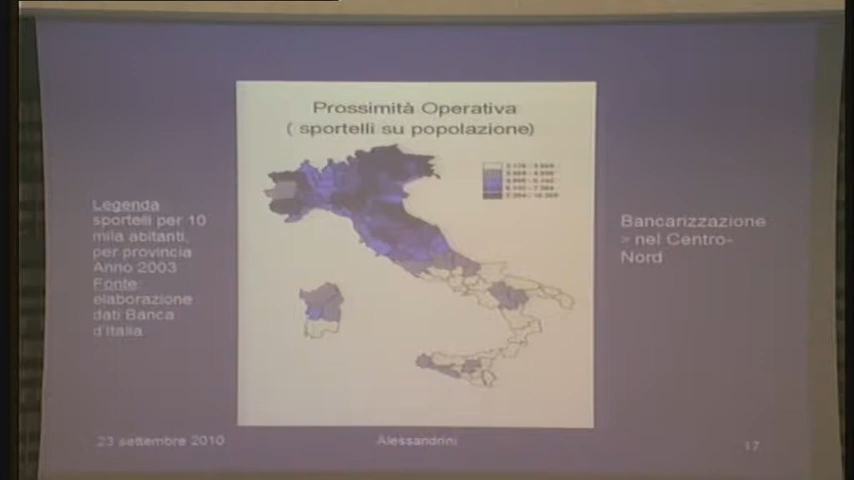 Prossimità Operativa
( sportelli su popolazione)
Legenda
sportelli per 10
mila abitanti,
per provincia
Anno 2003
Fonte:
elaborazione
dati Banca
d'Italia
Bancarizzazione
> nel Centro-
Nord
23 settembre 2010
Alessandrini
17